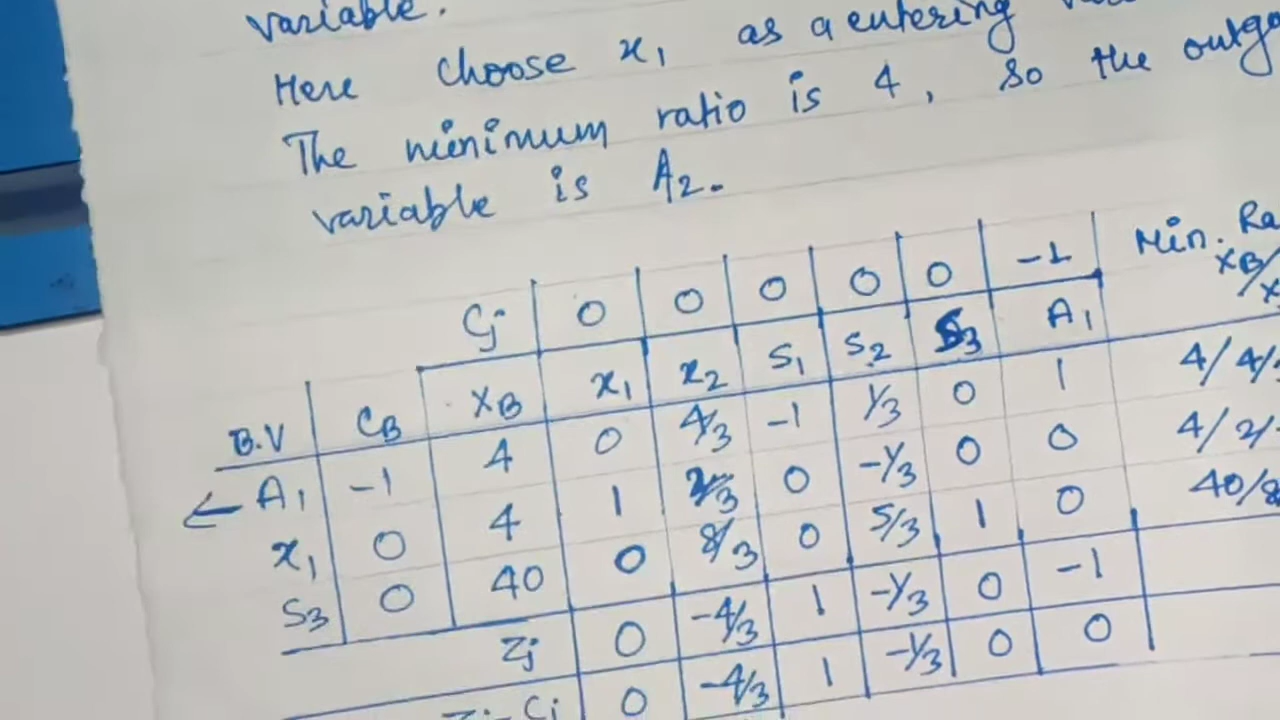 variable.
Here choose x₁ as a entering
The minimum ratio is 4, so the
variable is A₂.
Cj 0 0 0 0 0 -1 Min.
B.V CB XB x₁ x₂ S₁ S₂ S₃ A₁ XB/
← A₁ -1 4 0 4/3 -1 1/3 0 1 4/4/
x₁ 0 4 1 2/3 0 -1/3 0 0 4/2/
S₃ 0 40 0 8/3 0 5/3 1 0 40/8
Zj 0 -4/3 1 -1/3 0 -1
Zj-Cj 0 -4/3 1 -1/3 0 0